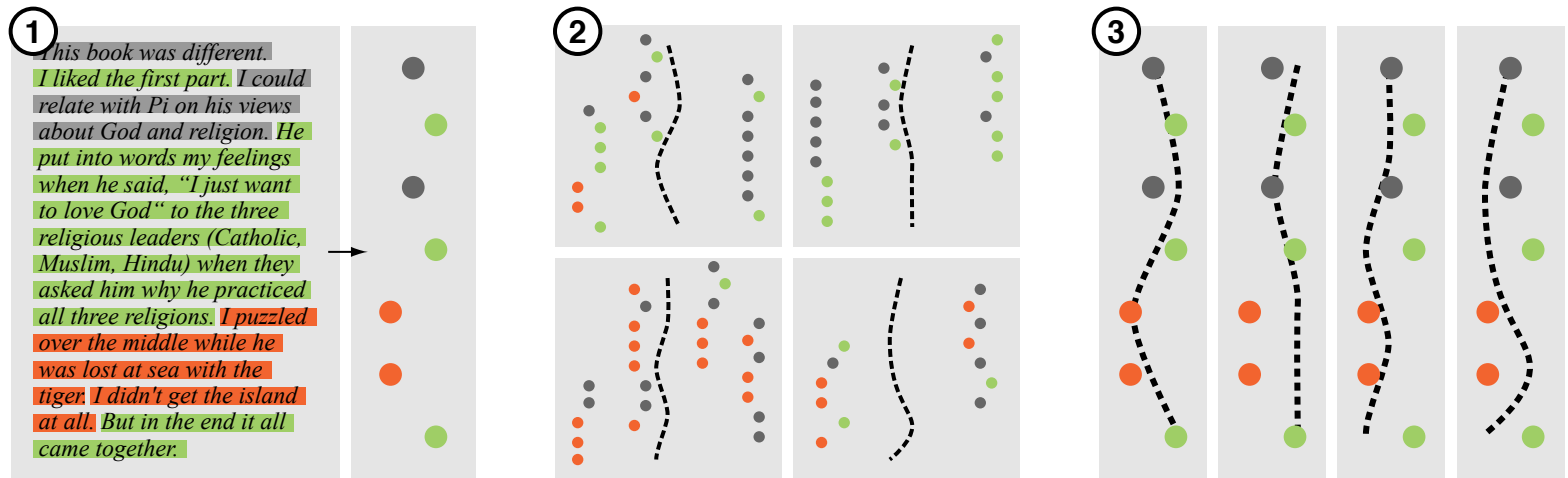 1
This book was different.
I liked the first part. I could
relate with Pi on his views
about God and religion. He
put into words my feelings
when he said, “I just want
to love God“ to the three
religious leaders (Catholic,
Muslim, Hindu) when they
asked him why he practiced
all three religions. I puzzled
over the middle while he
was lost at sea with the
tiger. I didn't get the island
at all. But in the end it all
came together.
2
3